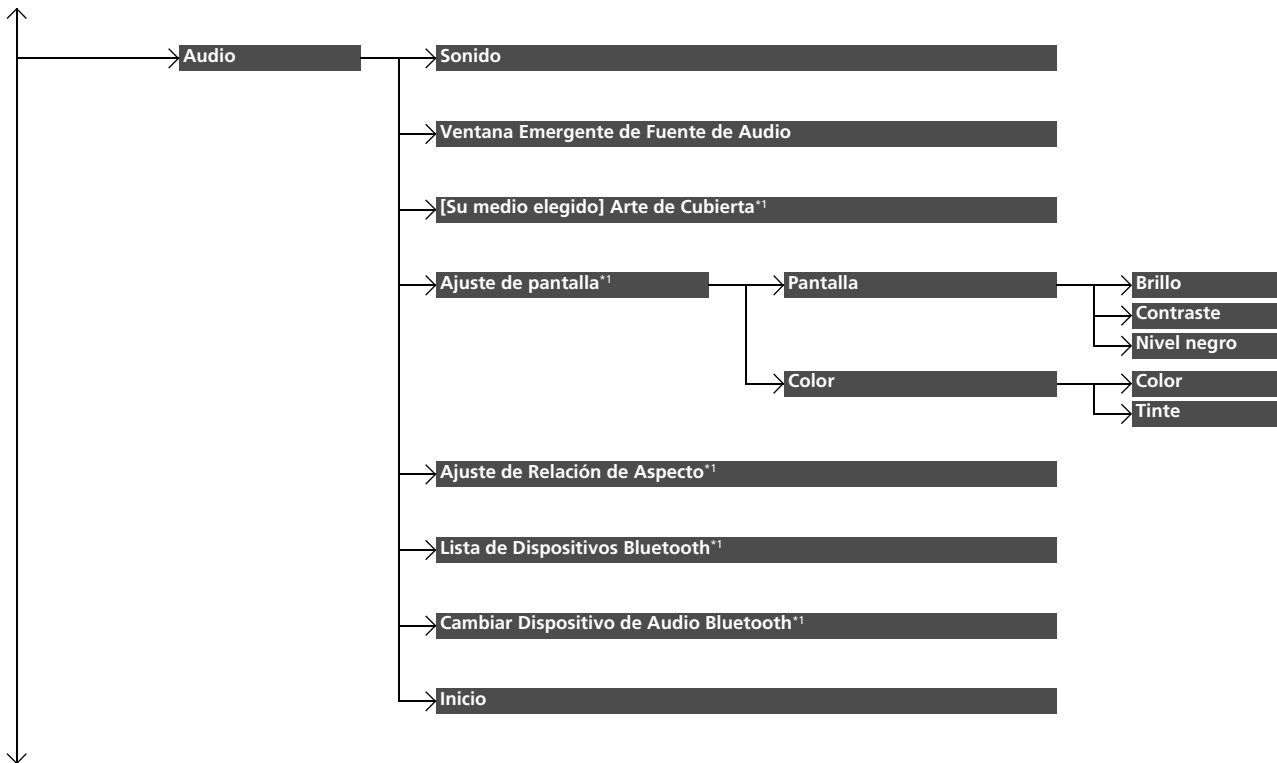 Audio
Sonido
Ventana Emergente de Fuente de Audio
[Su medio elegido] Arte de Cubierta*1
Ajuste de pantalla*1
Pantalla
Brillo
Contraste
Nivel negro
Color
Color
Tinte
Ajuste de Relación de Aspecto*1
Lista de Dispositivos Bluetooth*1
Cambiar Dispositivo de Audio Bluetooth*1
Inicio